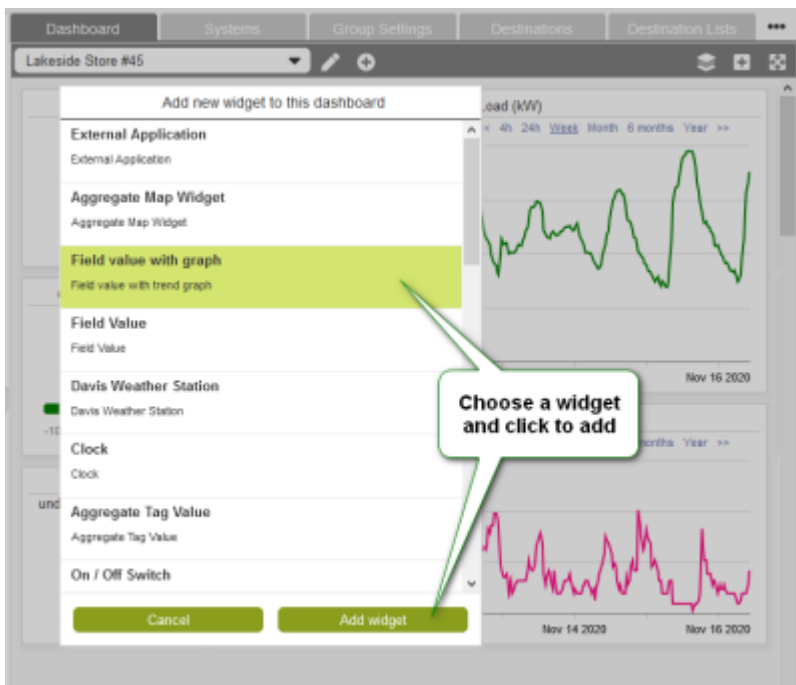 Dashboard Systems Group Settings Destinations Destination Lists
Lakeside Store #45
Add new widget to this dashboard
External Application
External Application
Aggregate Map Widget
Aggregate Map Widget
Field value with graph
Field value with trend graph
Field Value
Field Value
Davis Weather Station
Davis Weather Station
Clock
Clock
Aggregate Tag Value
Aggregate Tag Value
On / Off Switch
Cancel Add widget
Choose a widget
and click to add
-10
und
oad (kW)
< 4h 24h Week Month 6 months Year >>
Nov 16 2020
onths Year >>
Nov 14 2020 Nov 16 2020